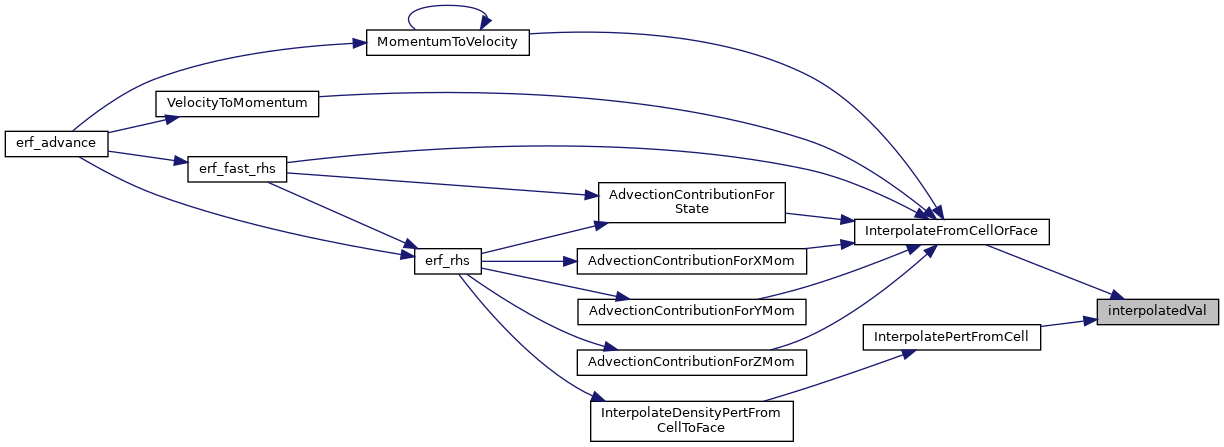 MomentumToVelocity
VelocityToMomentum
erf_advance
erf_fast_rhs
AdvectionContributionFor
State
InterpolateFromCellOrFace
erf_rhs
AdvectionContributionForXMom
AdvectionContributionForYMom
interpolatedVal
InterpolatePertFromCell
AdvectionContributionForZMom
InterpolateDensityPertFrom
CellToFace